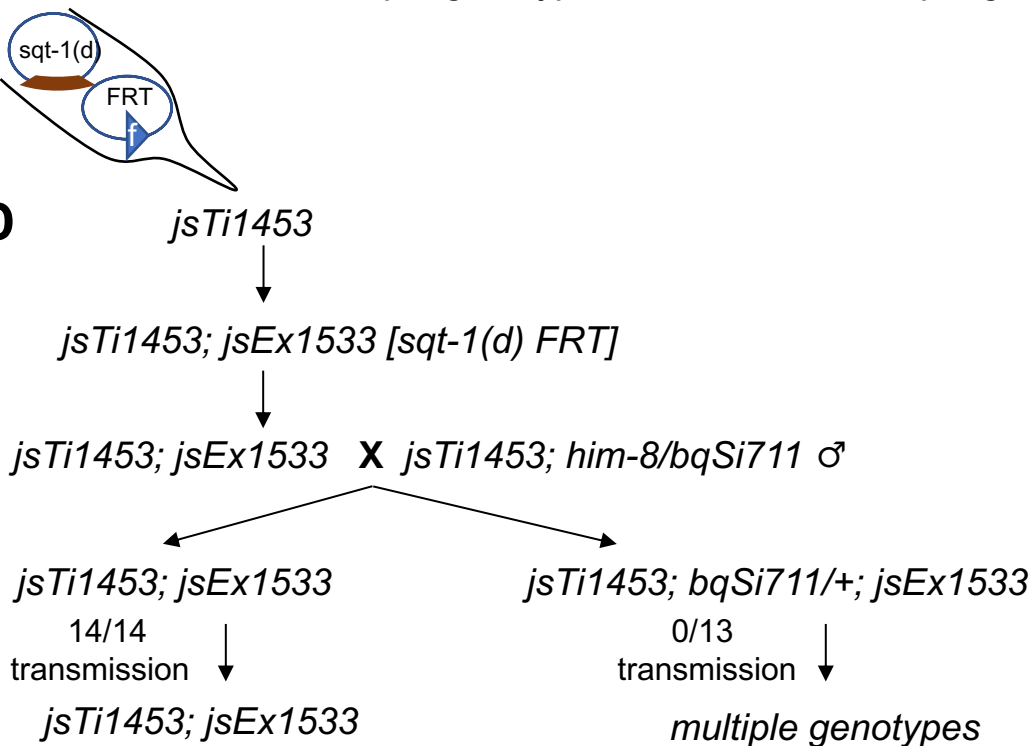 sqt-1(d)
FRT
f
jsTi1453
jsTi1453; jsEx1533 [sqt-1(d) FRT]
jsTi1453; jsEx1533 X jsTi1453; him-8/bqSi711 ♂
jsTi1453; jsEx1533
jsTi1453; bqSi711/+; jsEx1533
14/14
transmission
0/13
transmission
jsTi1453; jsEx1533
multiple genotypes